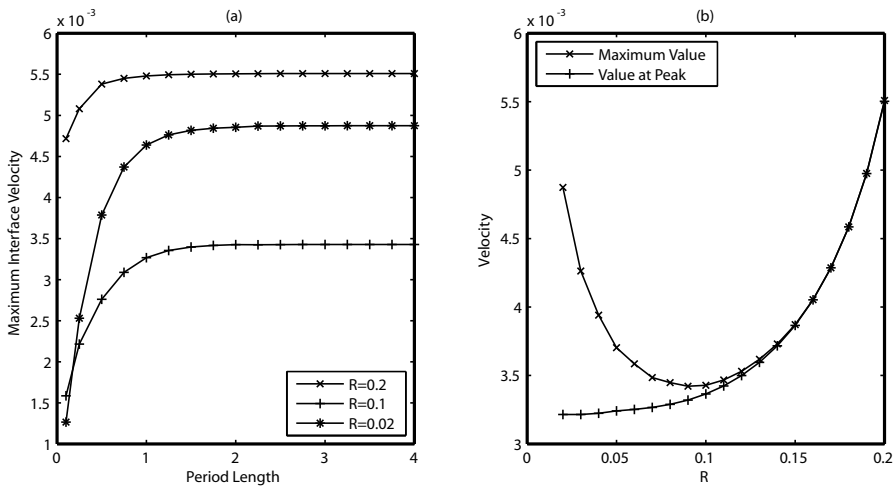 (a)
x 10⁻³
6
5.5
5
4.5
4
3.5
3
2.5
2
1.5
1
Maximum Interface Velocity
0 1 2 3 4
Period Length
R=0.2
R=0.1
R=0.02
(b)
x 10⁻³
6
5.5
5
4.5
4
3.5
3
Velocity
0 0.05 0.1 0.15 0.2
R
Maximum Value
Value at Peak